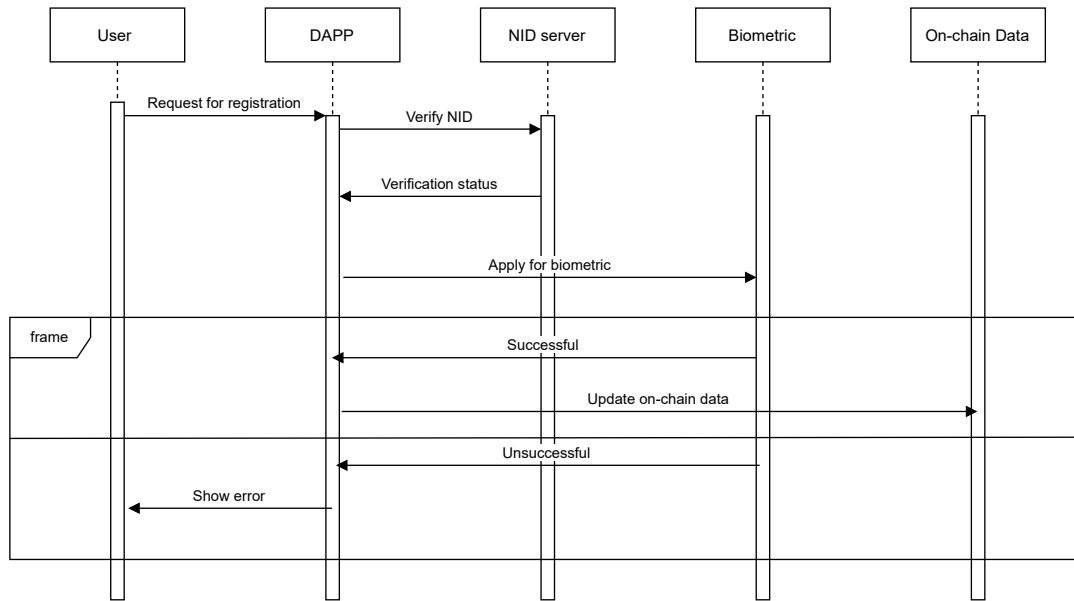 User
DAPP
NID server
Biometric
On-chain Data
Request for registration
Verify NID
Verification status
Apply for biometric
frame
Successful
Update on-chain data
Unsuccessful
Show error